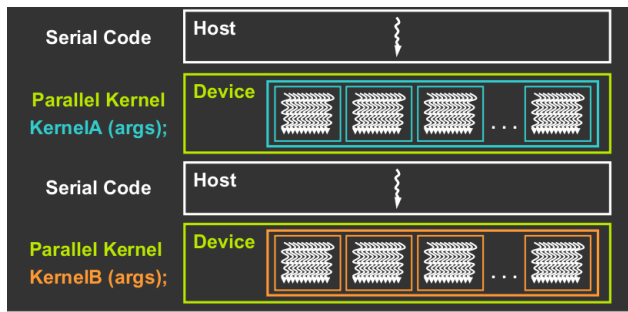 Serial Code
Host
Parallel Kernel
KernelA (args);
Device
. . .
Serial Code
Host
Parallel Kernel
KernelB (args);
Device
. . .